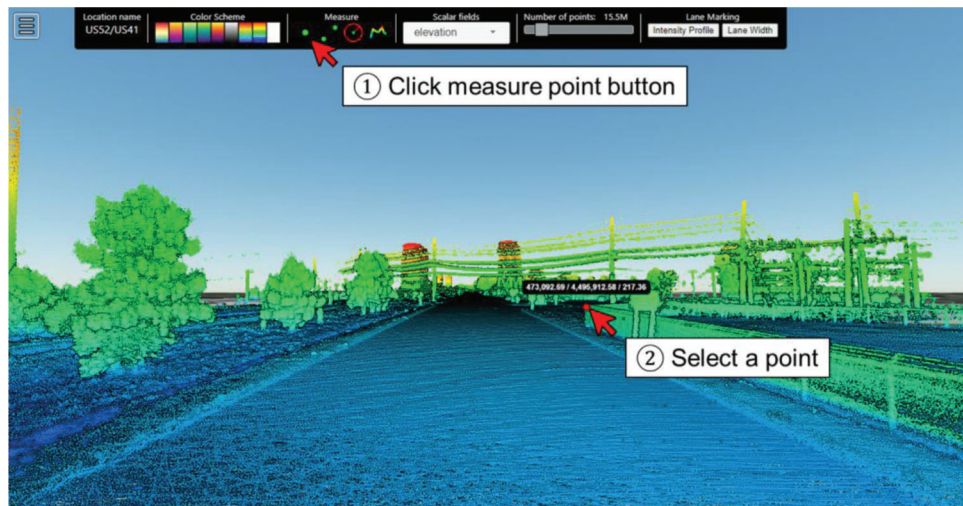 Location name
US52/US41
Color Scheme
Measure
Scalar fields
elevation
Number of points: 15.5M
Lane Marking
Intensity Profile
Lane Width
① Click measure point button
473,092.69 / 4,495,912.58 / 217.36
② Select a point